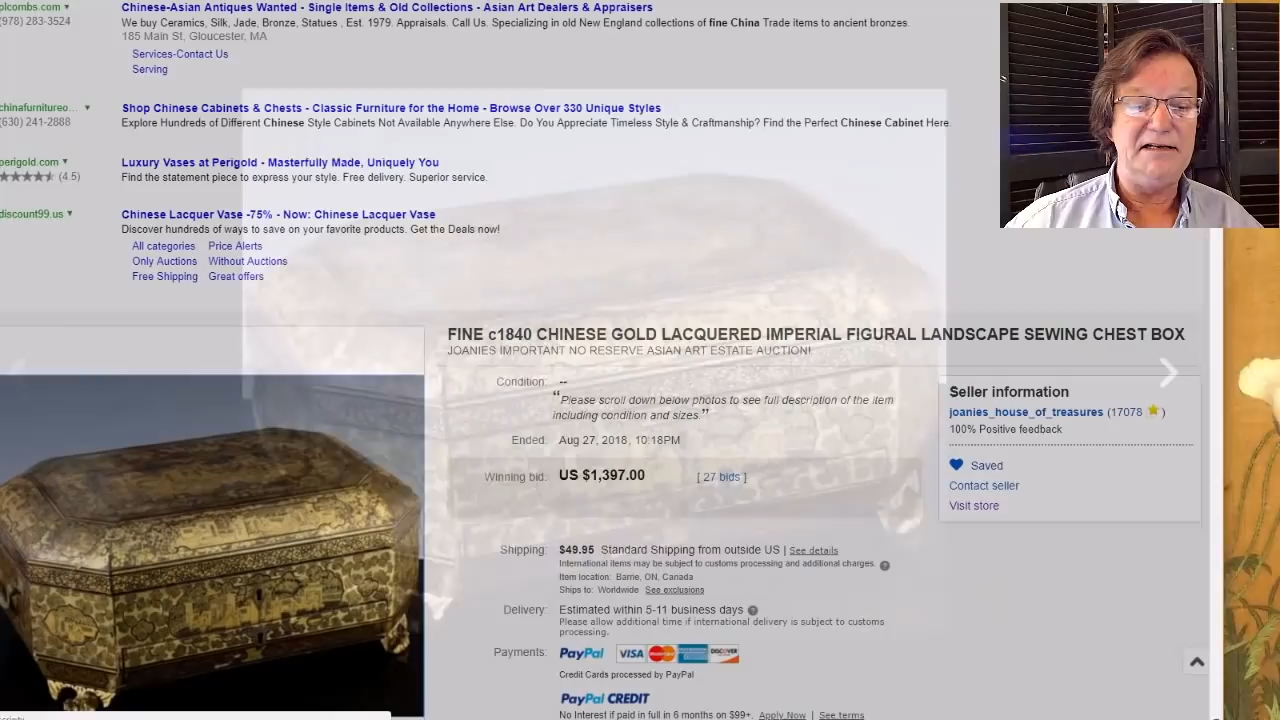 plcombs.com
Chinese-Asian Antiques Wanted - Single Items & Old Collections - Asian Art Dealers & Appraisers
(978) 283-3524
We buy Ceramics, Silk, Jade, Bronze, Statues , Est. 1979. Appraisals. Call Us. Specializing in old New England collections of fine China Trade items to ancient bronzes.
185 Main St, Gloucester, MA
Services-Contact Us
Serving
chinafurnitureo...
Shop Chinese Cabinets & Chests - Classic Furniture for the Home - Browse Over 330 Unique Styles
(630) 241-2888
Explore Hundreds of Different Chinese Style Cabinets Not Available Anywhere Else. Do You Appreciate Timeless Style & Craftmanship? Find the Perfect Chinese Cabinet Here.
perigold.com
Luxury Vases at Perigold - Masterfully Made, Uniquely You
(4.5)
Find the statement piece to express your style. Free delivery. Superior service.
discount99.us
Chinese Lacquer Vase -75% - Now: Chinese Lacquer Vase
Discover hundreds of ways to save on your favorite products. Get the Deals now!
All categories Price Alerts
Only Auctions Without Auctions
Free Shipping Great offers
FINE c1840 CHINESE GOLD LACQUERED IMPERIAL FIGURAL LANDSCAPE SEWING CHEST BOX
JOANIES IMPORTANT NO RESERVE ASIAN ART ESTATE AUCTION!
Condition: --
"Please scroll down below photos to see full description of the item
including condition and sizes."
Ended: Aug 27, 2018, 10:18PM
Winning bid: US $1,397.00 [ 27 bids ]
Seller information
joanies_house_of_treasures (17078 )
100% Positive feedback
Saved
Contact seller
Visit store
Shipping: $49.95 Standard Shipping from outside US | See details
International items may be subject to customs processing and additional charges.
Item location: Barrie, ON, Canada
Ships to: Worldwide See exclusions
Delivery: Estimated within 5-11 business days
Please allow additional time if international delivery is subject to customs
processing.
Payments: PayPal VISA MasterCard DISCOVER
Credit Cards processed by PayPal
PayPal CREDIT
No Interest if paid in full in 6 months on $99+. Apply Now | See terms